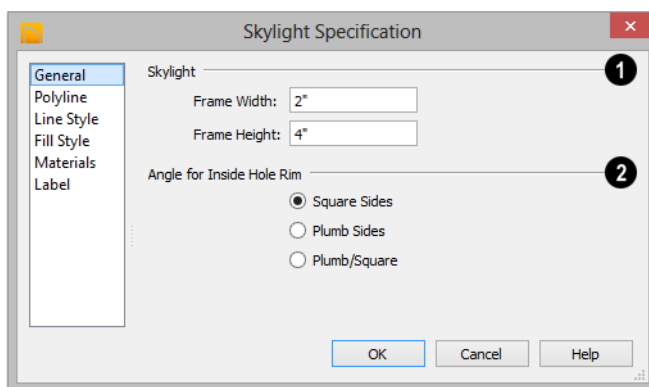 Skylight Specification
×
General
Polyline
Line Style
Fill Style
Materials
Label
Skylight
1
Frame Width: 2"
Frame Height: 4"
Angle for Inside Hole Rim
2
Square Sides
Plumb Sides
Plumb/Square
OK Cancel Help